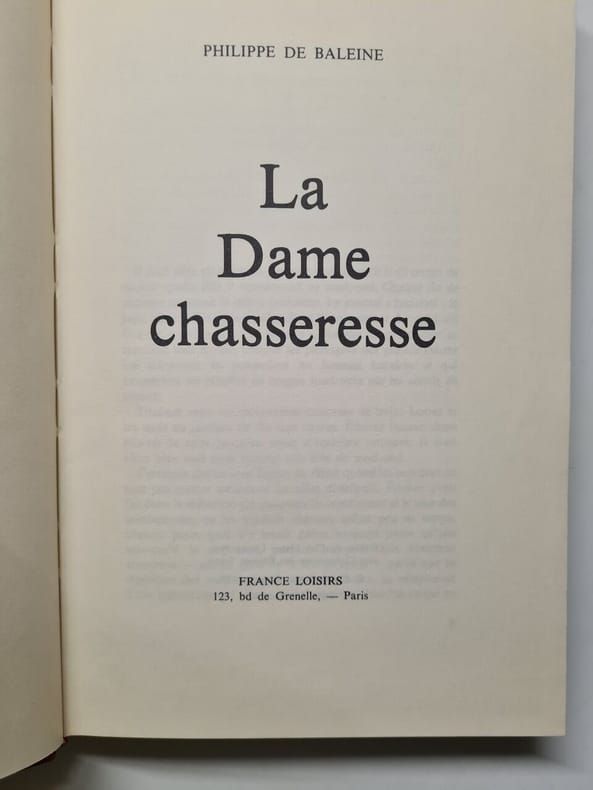 PHILIPPE DE BALEINE
La
Dame
chasseresse
FRANCE LOISIRS
123, bd de Grenelle, — Paris